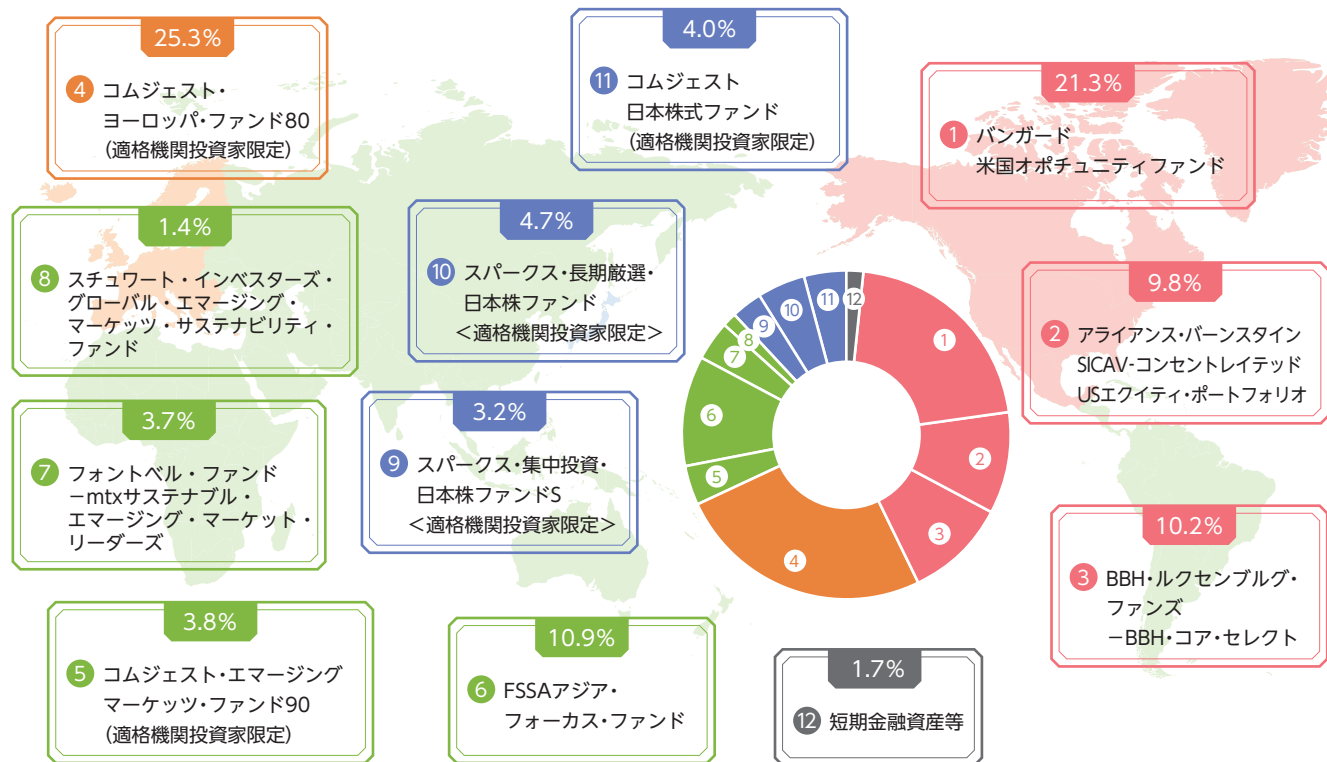 25.3%
④ コムジェスト・
ヨーロッパ・ファンド80
(適格機関投資家限定)
4.0%
⑪ コムジェスト
日本株式ファンド
(適格機関投資家限定)
21.3%
① バンガード
米国オポチュニティファンド
1.4%
⑧ スチュワート・インベスターズ・
グローバル・エマージング・
マーケッツ・サステナビリティ・
ファンド
4.7%
⑩ スパークス・長期厳選・
日本株ファンド
<適格機関投資家限定>
9.8%
② アライアンス・バーンスタイン
SICAV-コンセントレイテッド
USエクイティ・ポートフォリオ
3.7%
⑦ フォントベル・ファンド
-mtxサステナブル・
エマージング・マーケット・
リーダーズ
3.2%
⑨ スパークス・集中投資・
日本株ファンドS
<適格機関投資家限定>
10.2%
③ BBH・ルクセンブルグ・
ファンズ
-BBH・コア・セレクト
3.8%
⑤ コムジェスト・エマージング
マーケッツ・ファンド90
(適格機関投資家限定)
10.9%
⑥ FSSAアジア・
フォーカス・ファンド
1.7%
⑫ 短期金融資産等
①
②
③
④
⑤
⑥
⑦
⑧
⑨
⑩
⑪
⑫